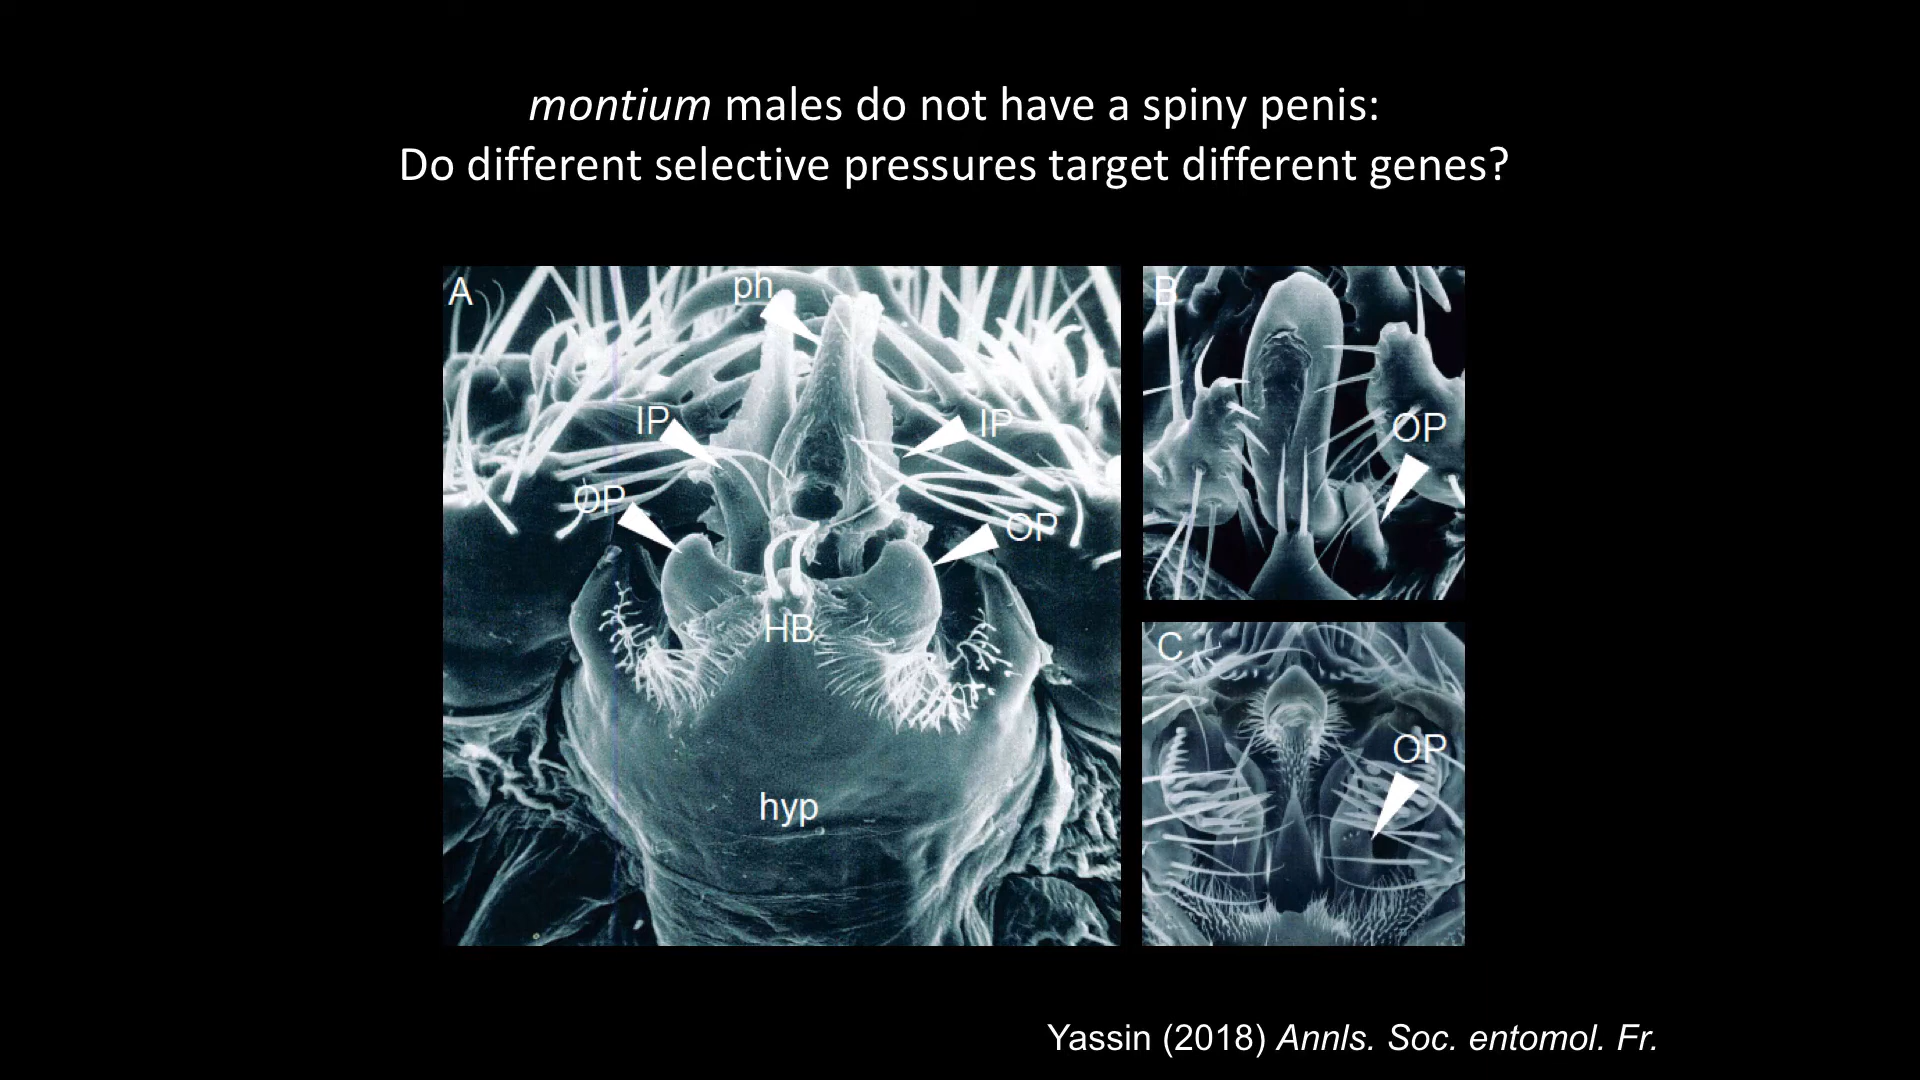 montium males do not have a spiny penis:
Do different selective pressures target different genes?
A
ph
IP
IP
OP
OP
HB
hyp
B
OP
C
OP
Yassin (2018) Annls. Soc. entomol. Fr.